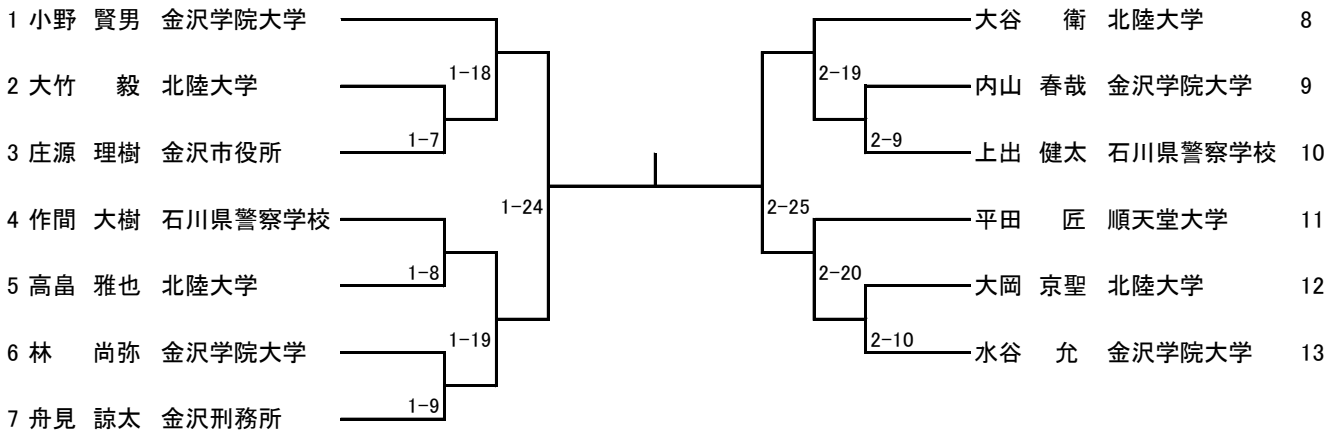 1 小野 賢男 金沢学院大学
2 大竹 毅 北陸大学
3 庄源 理樹 金沢市役所
4 作間 大樹 石川県警察学校
5 高畠 雅也 北陸大学
6 林 尚弥 金沢学院大学
7 舟見 諒太 金沢刑務所
1-18
1-7
1-24
1-8
1-19
1-9
大谷 衛 北陸大学 8
内山 春哉 金沢学院大学 9
上出 健太 石川県警察学校 10
平田 匠 順天堂大学 11
大岡 京聖 北陸大学 12
水谷 允 金沢学院大学 13
2-19
2-9
2-25
2-20
2-10